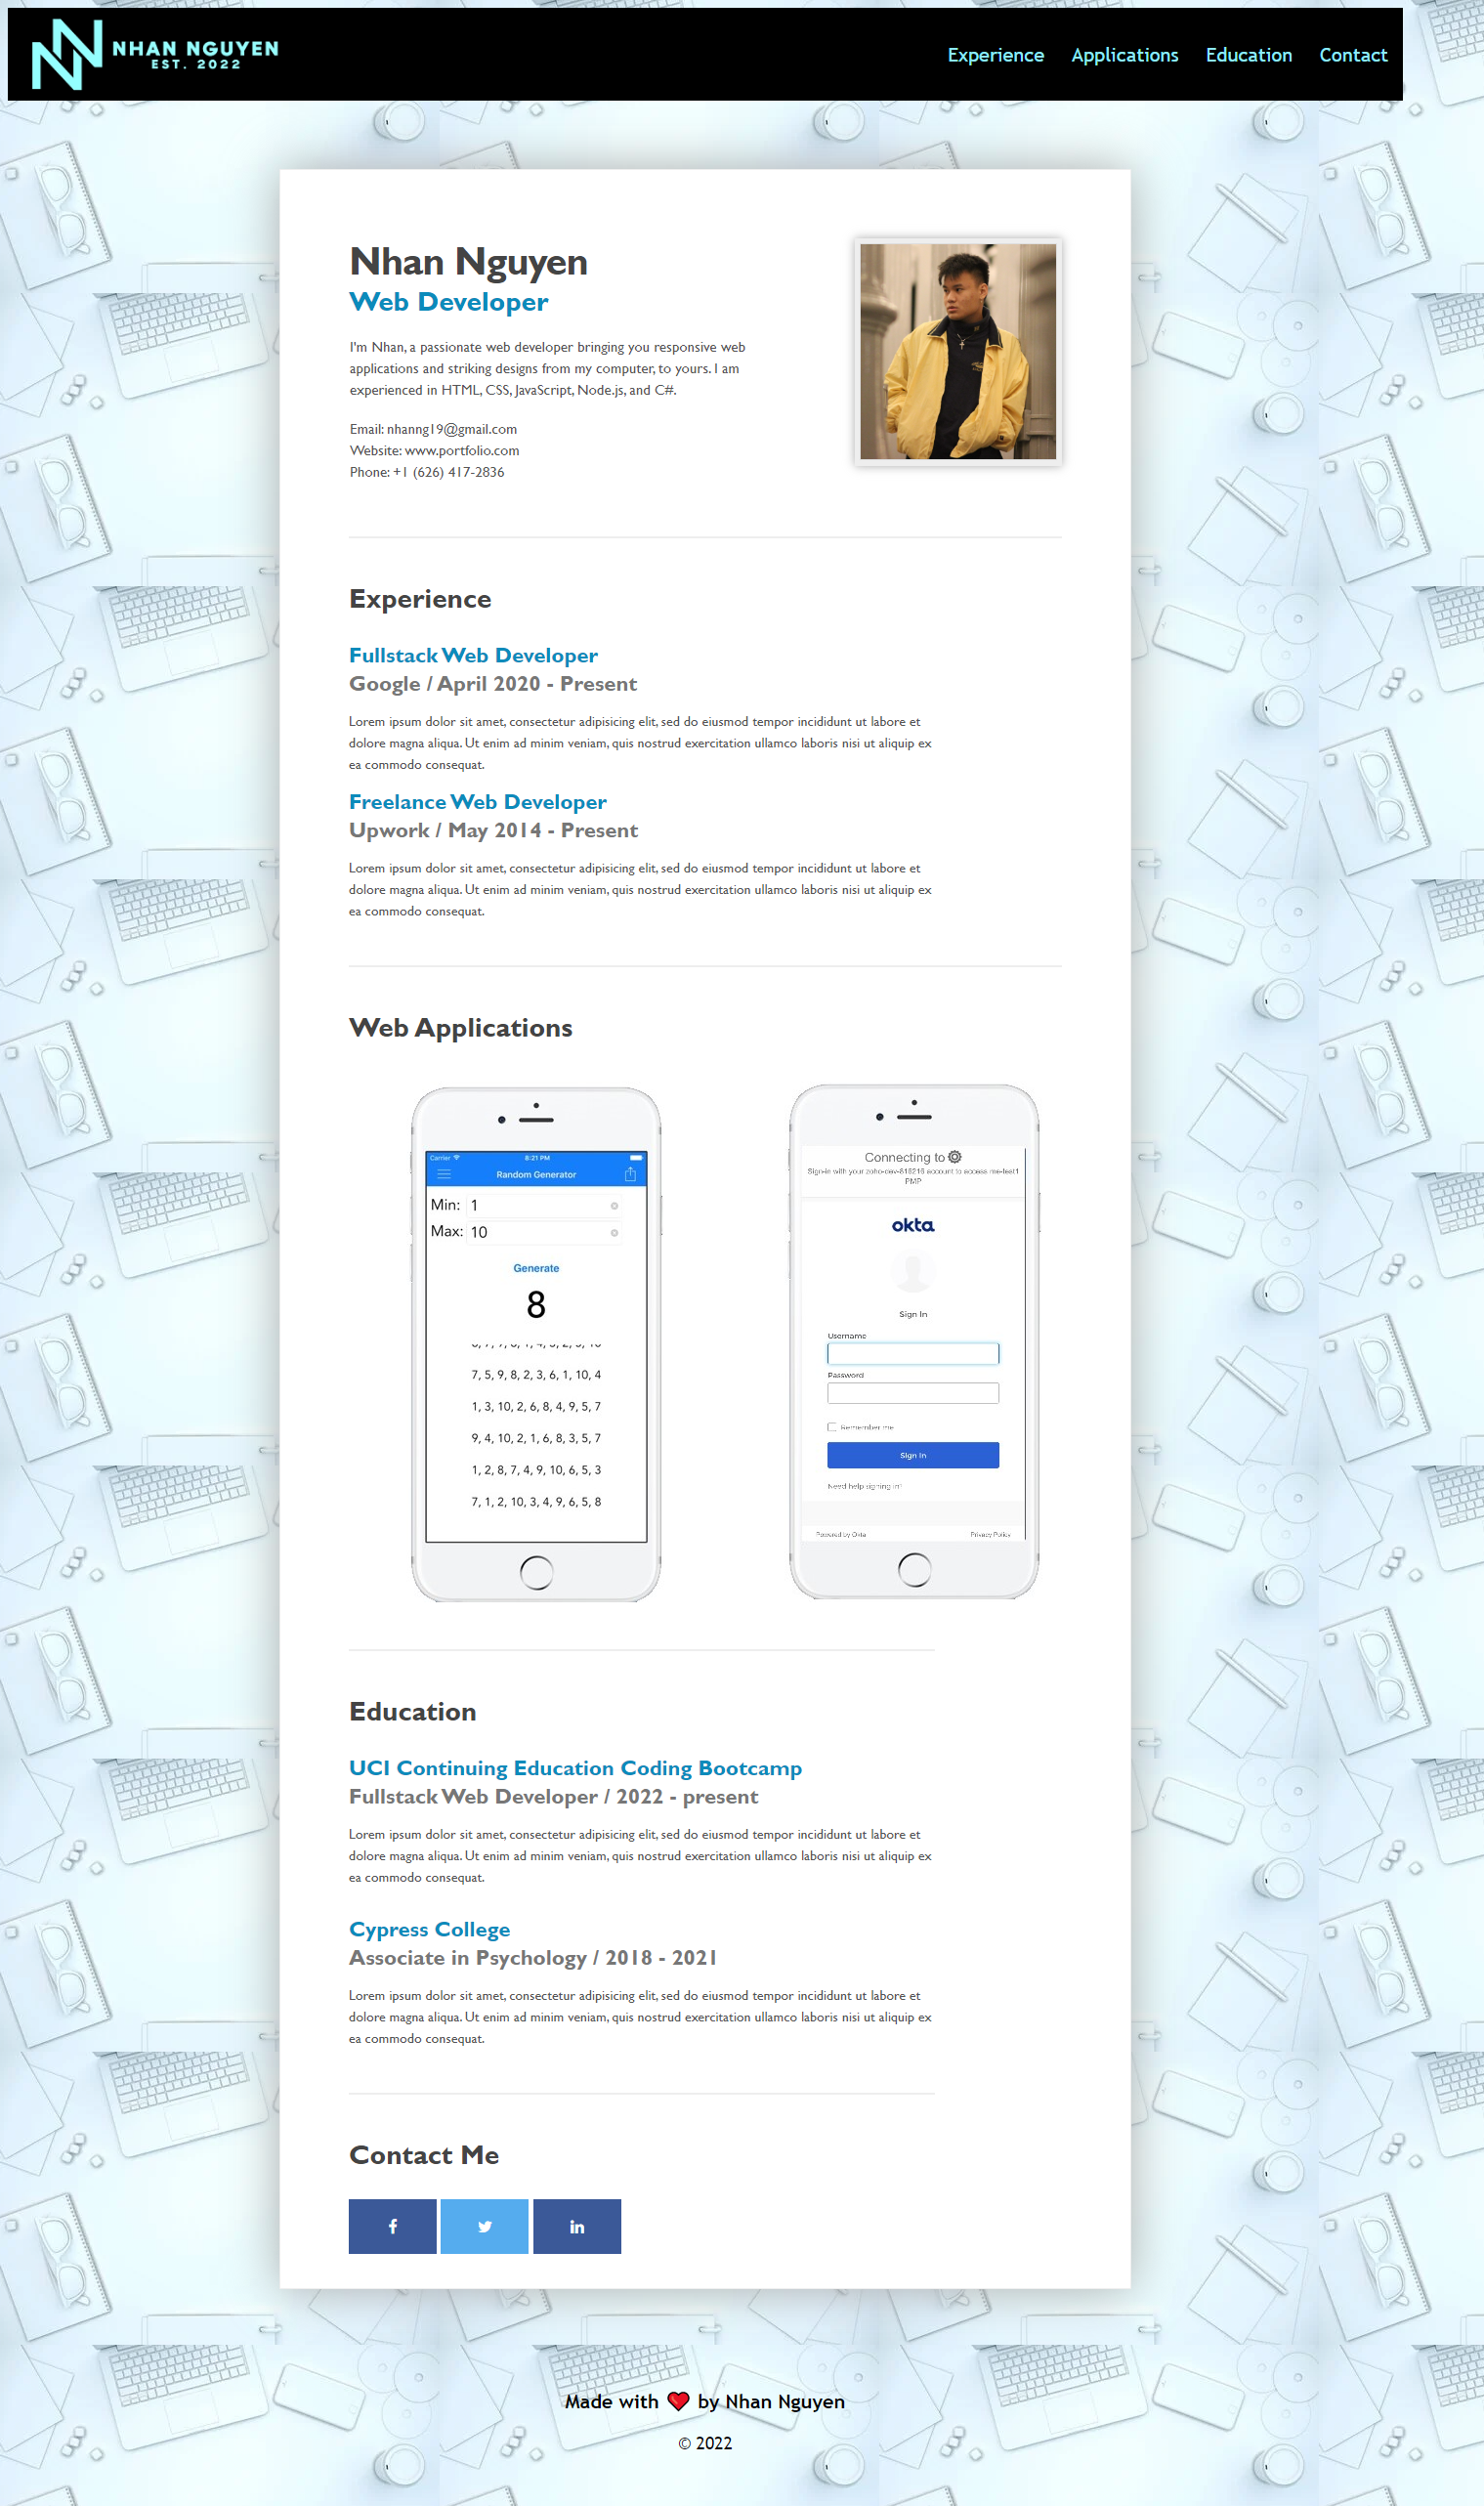 NHAN NGUYEN
EST. 2022
Experience Applications Education Contact
Nhan Nguyen
Web Developer
I'm Nhan, a passionate web developer bringing you responsive web
applications and striking designs from my computer, to yours. I am
experienced in HTML, CSS, JavaScript, Node.js, and C#.
Email: nhanng19@gmail.com
Website: www.portfolio.com
Phone: +1 (626) 417-2836
Experience
Fullstack Web Developer
Google / April 2020 - Present
Lorem ipsum dolor sit amet, consectetur adipisicing elit, sed do eiusmod tempor incididunt ut labore et
dolore magna aliqua. Ut enim ad minim veniam, quis nostrud exercitation ullamco laboris nisi ut aliquip ex
ea commodo consequat.
Freelance Web Developer
Upwork / May 2014 - Present
Lorem ipsum dolor sit amet, consectetur adipisicing elit, sed do eiusmod tempor incididunt ut labore et
dolore magna aliqua. Ut enim ad minim veniam, quis nostrud exercitation ullamco laboris nisi ut aliquip ex
ea commodo consequat.
Web Applications
Carrier 8:21 PM
Random Generator
Min: 1
Max: 10
Generate
8
7, 5, 9, 8, 2, 3, 6, 1, 10, 4
1, 3, 10, 2, 6, 8, 4, 9, 5, 7
9, 4, 10, 2, 1, 6, 8, 3, 5, 7
1, 2, 8, 7, 4, 9, 10, 6, 5, 3
7, 1, 2, 10, 3, 4, 9, 6, 5, 8
Connecting to
Sign-in with your zoho-dev-818216 account to access me-test1
PMP
okta
Sign In
Username
Password
Remember me
Sign In
Need help signing in?
Powered by Okta Privacy Policy
Education
UCI Continuing Education Coding Bootcamp
Fullstack Web Developer / 2022 - present
Lorem ipsum dolor sit amet, consectetur adipisicing elit, sed do eiusmod tempor incididunt ut labore et
dolore magna aliqua. Ut enim ad minim veniam, quis nostrud exercitation ullamco laboris nisi ut aliquip ex
ea commodo consequat.
Cypress College
Associate in Psychology / 2018 - 2021
Lorem ipsum dolor sit amet, consectetur adipisicing elit, sed do eiusmod tempor incididunt ut labore et
dolore magna aliqua. Ut enim ad minim veniam, quis nostrud exercitation ullamco laboris nisi ut aliquip ex
ea commodo consequat.
Contact Me
Made with ❤ by Nhan Nguyen
© 2022